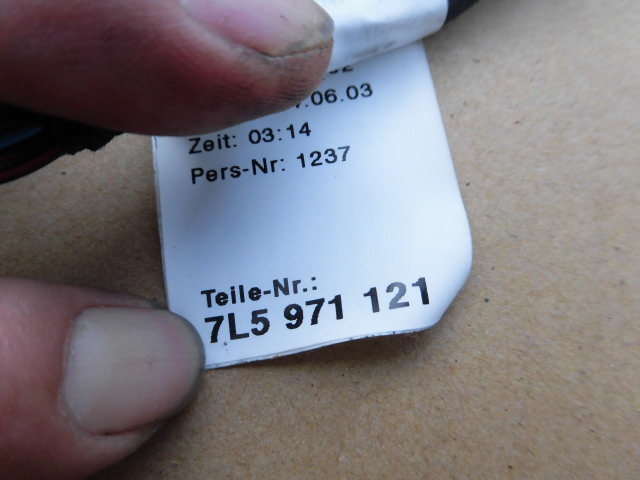 .06.03
Zeit: 03:14
Pers-Nr: 1237
Teile-Nr.:
7L5 971 121